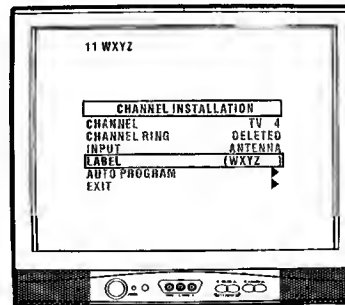 11 WXYZ
CHANNEL INSTALLATION
CHANNEL TV 4
CHANNEL RING DELETED
INPUT ANTENNA
LABEL (WXYZ )
AUTO PROGRAM
EXIT